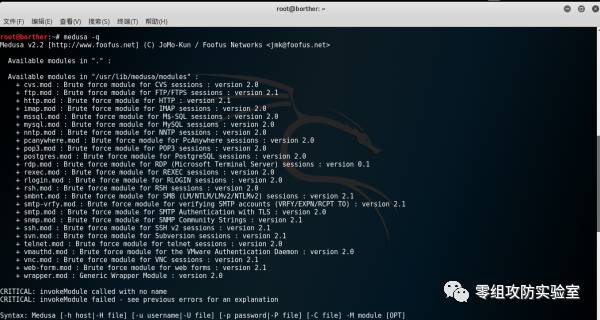 root@borther: ~
文件(F) 编辑(E) 查看(V) 搜索(S) 终端(T) 帮助(H)
root@borther:~# medusa -q
Medusa v2.2 [http://www.foofus.net] (C) JoMo-Kun / Foofus Networks <jmk@foofus.net>
Available modules in "." :
Available modules in "/usr/lib/medusa/modules" :
+ cvs.mod : Brute force module for CVS sessions : version 2.0
+ ftp.mod : Brute force module for FTP/FTPS sessions : version 2.1
+ http.mod : Brute force module for HTTP : version 2.1
+ imap.mod : Brute force module for IMAP sessions : version 2.0
+ mssql.mod : Brute force module for MS-SQL sessions : version 2.0
+ mysql.mod : Brute force module for MySQL sessions : version 2.0
+ nntp.mod : Brute force module for NNTP sessions : version 2.0
+ pcanywhere.mod : Brute force module for PcAnywhere sessions : version 2.0
+ pop3.mod : Brute force module for POP3 sessions : version 2.0
+ postgres.mod : Brute force module for PostgreSQL sessions : version 2.0
+ rdp.mod : Brute force module for RDP (Microsoft Terminal Server) sessions : version 0.1
+ rexec.mod : Brute force module for REXEC sessions : version 2.0
+ rlogin.mod : Brute force module for RLOGIN sessions : version 2.0
+ rsh.mod : Brute force module for RSH sessions : version 2.0
+ smbnt.mod : Brute force module for SMB (LM/NTLM/LMv2/NTLMv2) sessions : version 2.1
+ smtp-vrfy.mod : Brute force module for verifying SMTP accounts (VRFY/EXPN/RCPT TO) : version 2.1
+ smtp.mod : Brute force module for SMTP Authentication with TLS : version 2.0
+ snmp.mod : Brute force module for SNMP Community Strings : version 2.1
+ ssh.mod : Brute force module for SSH v2 sessions : version 2.1
+ svn.mod : Brute force module for Subversion sessions : version 2.1
+ telnet.mod : Brute force module for telnet sessions : version 2.0
+ vmauthd.mod : Brute force module for the VMware Authentication Daemon : version 2.0
+ vnc.mod : Brute force module for VNC sessions : version 2.1
+ web-form.mod : Brute force module for web forms : version 2.1
+ wrapper.mod : Generic Wrapper Module : version 2.0
CRITICAL: invokeModule called with no name
CRITICAL: invokeModule failed - see previous errors for an explanation
Syntax: Medusa [-h host|-H file] [-u username|-U file] [-p password|-P file] [-C file] -M module [OPT]
零组攻防实验室